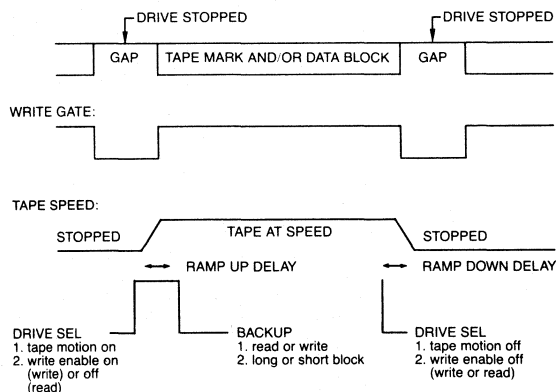 DRIVE STOPPED DRIVE STOPPED
GAP TAPE MARK AND/OR DATA BLOCK GAP
WRITE GATE:
TAPE SPEED:
STOPPED TAPE AT SPEED STOPPED
RAMP UP DELAY RAMP DOWN DELAY
DRIVE SEL
1. tape motion on
2. write enable on
(write) or off
(read)
BACKUP
1. read or write
2. long or short block
DRIVE SEL
1. tape motion off
2. write enable off
(write or read)